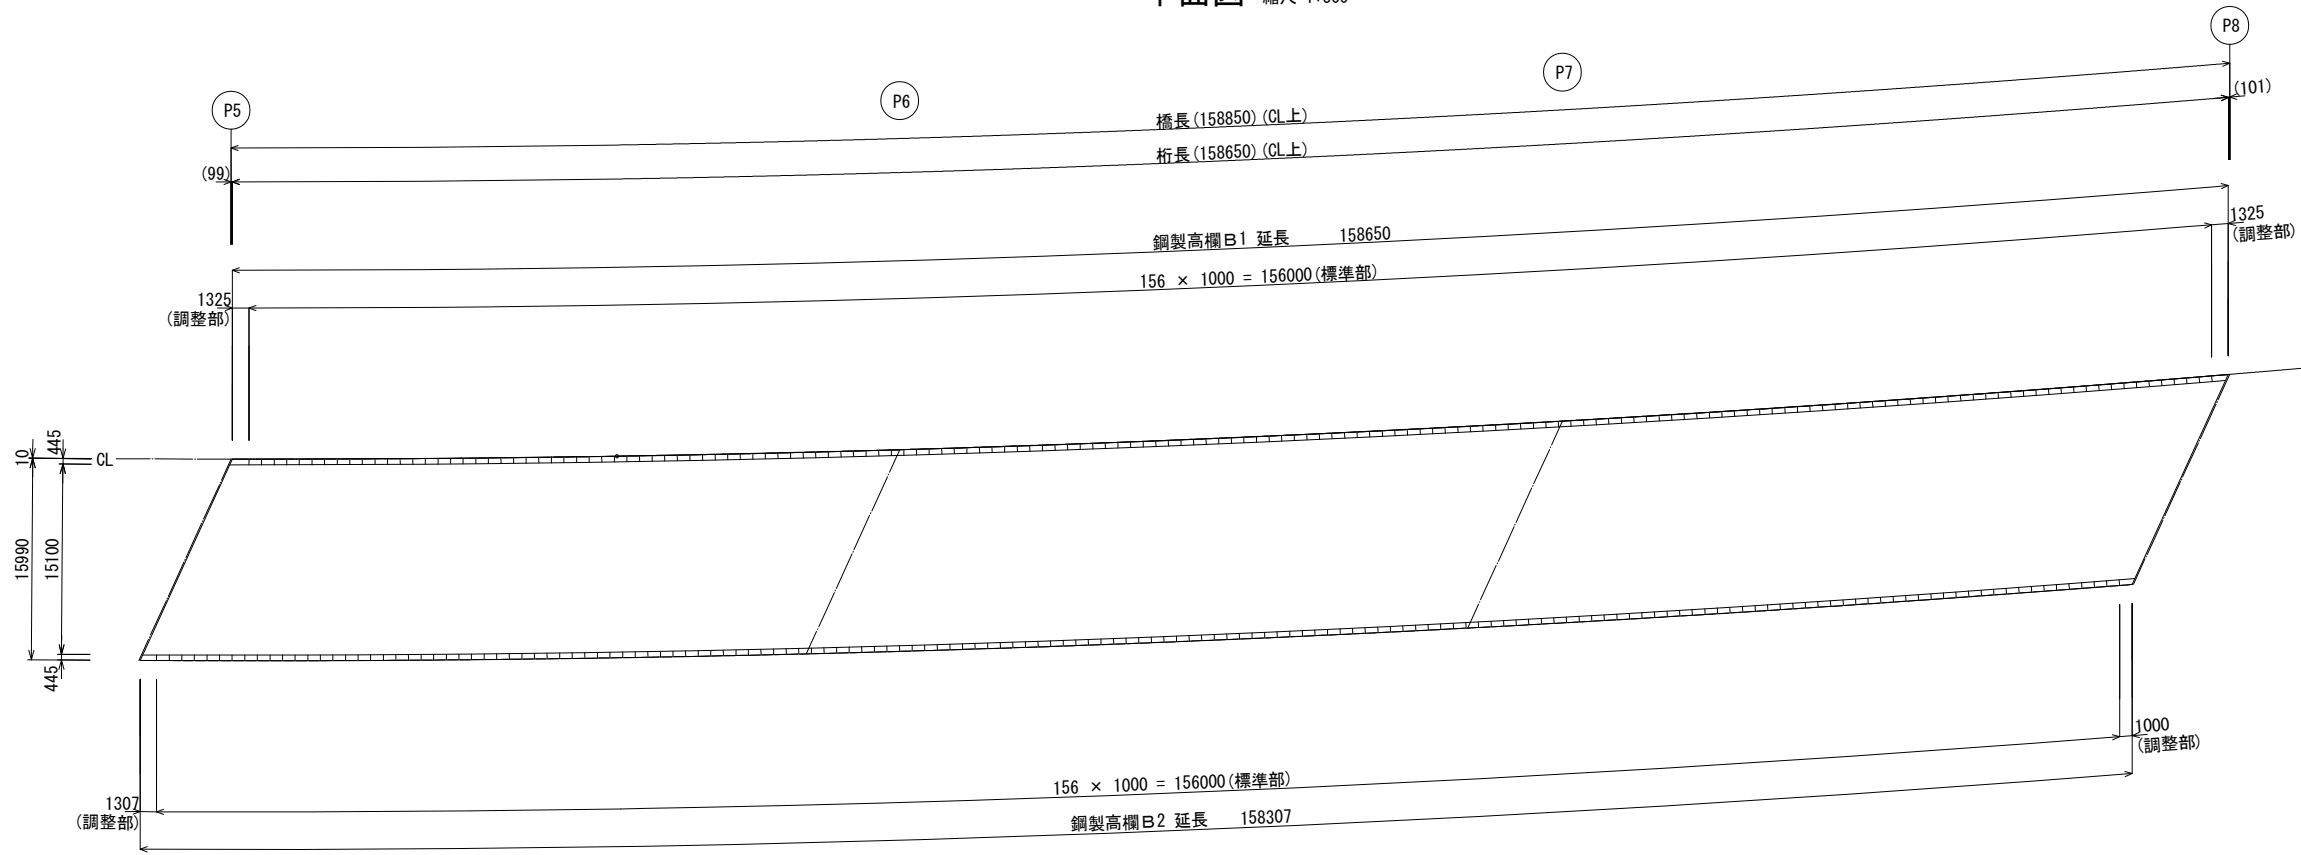 P8
P7
P6
P5
(101)
橋長(158850)(CL上)
桁長(158650)(CL上)
(99)
1325
(調整部)
鋼製高欄B1 延長 158650
156 × 1000 = 156000(標準部)
1325
(調整部)
10
445
CL
15990
15100
445
1000
(調整部)
156 × 1000 = 156000(標準部)
1307
(調整部)
鋼製高欄B2 延長 158307